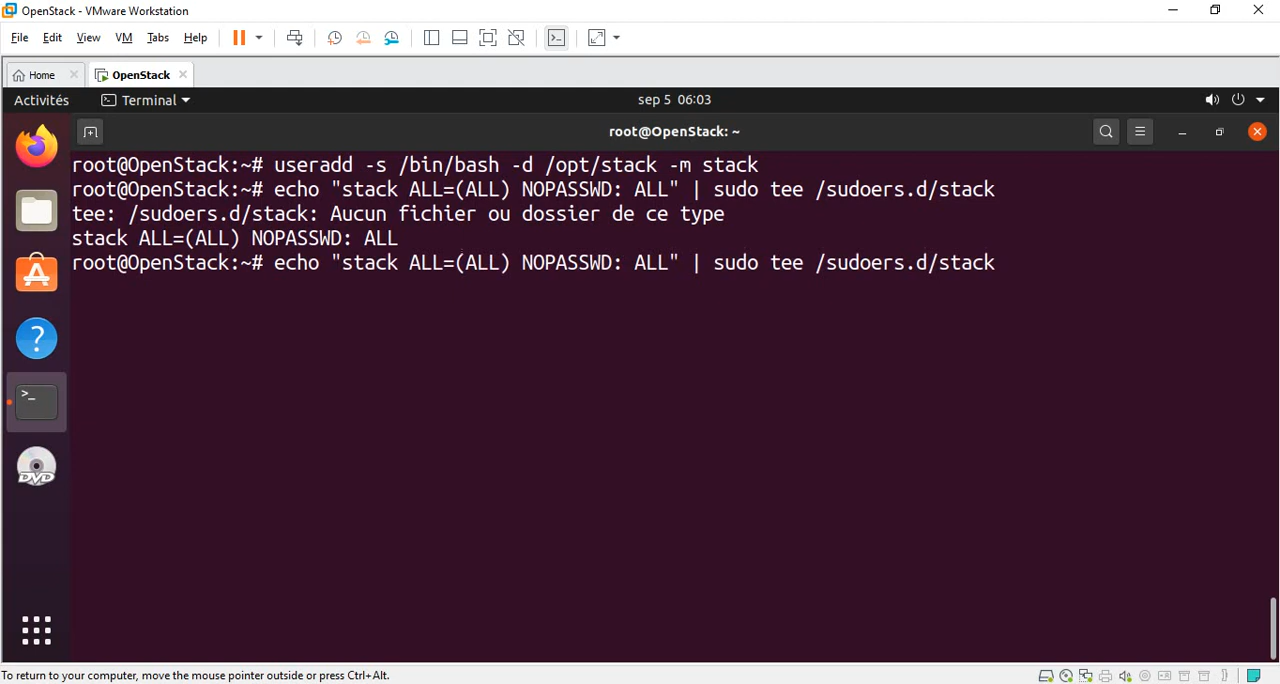 OpenStack - VMware Workstation
File Edit View VM Tabs Help
Home OpenStack
Activités Terminal sep 5 06:03
root@OpenStack: ~
root@OpenStack:~# useradd -s /bin/bash -d /opt/stack -m stack
root@OpenStack:~# echo "stack ALL=(ALL) NOPASSWD: ALL" | sudo tee /sudoers.d/stack
tee: /sudoers.d/stack: Aucun fichier ou dossier de ce type
stack ALL=(ALL) NOPASSWD: ALL
root@OpenStack:~# echo "stack ALL=(ALL) NOPASSWD: ALL" | sudo tee /sudoers.d/stack
DVD
To return to your computer, move the mouse pointer outside or press Ctrl+Alt.